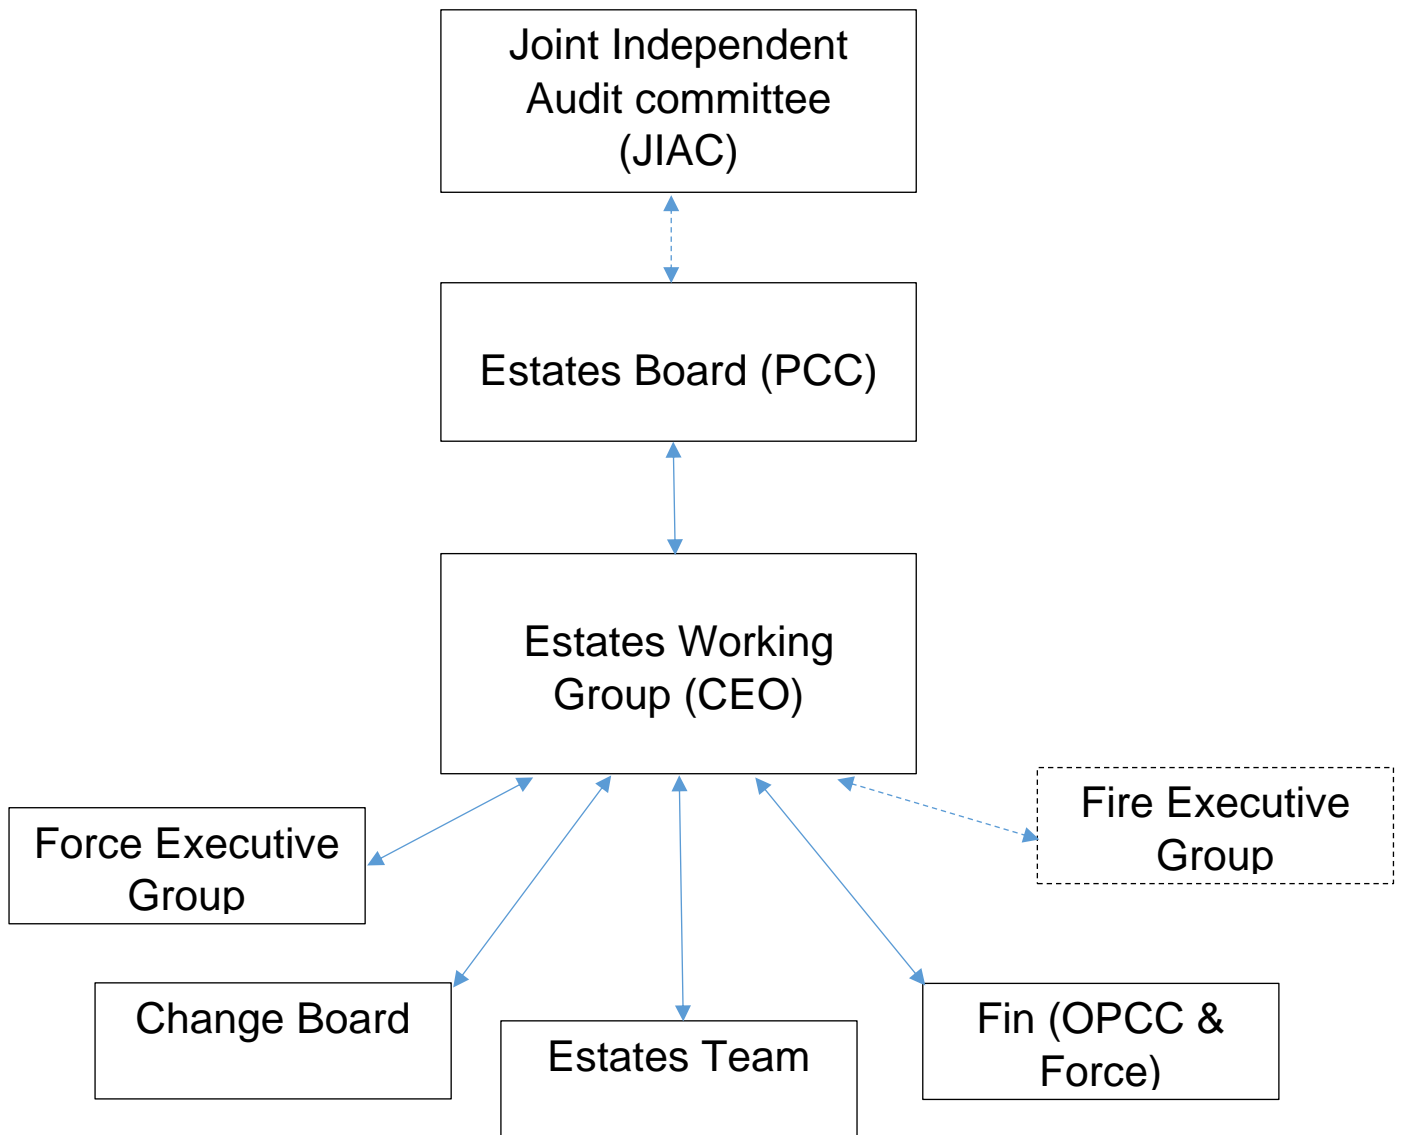 Joint Independent
Audit committee
(JIAC)
Estates Board (PCC)
Estates Working
Group (CEO)
Fire Executive
Group
Force Executive
Group
Change Board
Estates Team
Fin (OPCC &
Force)